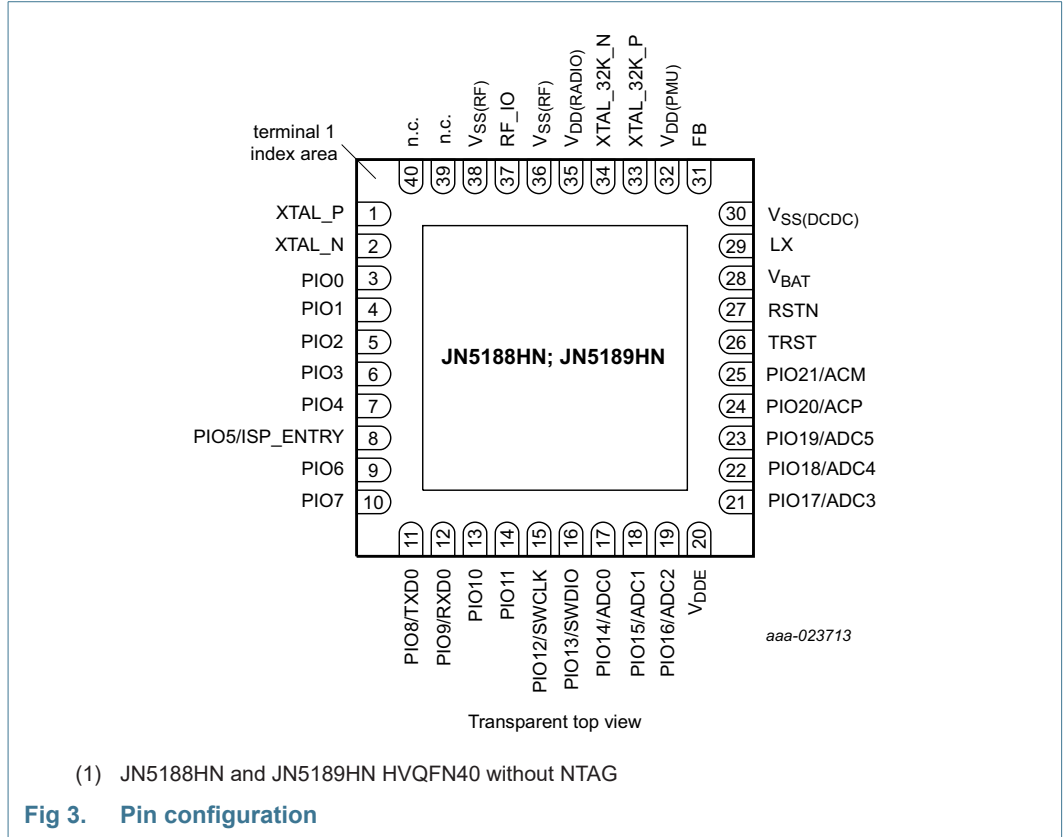 terminal 1
index area
n.c.
n.c.
VSS(RF)
RF_IO
VSS(RF)
VDD(RADIO)
XTAL_32K_N
XTAL_32K_P
VDD(PMU)
FB
40
39
38
37
36
35
34
33
32
31
XTAL_P 1
XTAL_N 2
PIO0 3
PIO1 4
PIO2 5
PIO3 6
PIO4 7
PIO5/ISP_ENTRY 8
PIO6 9
PIO7 10
JN5188HN; JN5189HN
30 VSS(DCDC)
29 LX
28 VBAT
27 RSTN
26 TRST
25 PIO21/ACM
24 PIO20/ACP
23 PIO19/ADC5
22 PIO18/ADC4
21 PIO17/ADC3
11
12
13
14
15
16
17
18
19
20
PIO8/TXD0
PIO9/RXD0
PIO10
PIO11
PIO12/SWCLK
PIO13/SWDIO
PIO14/ADC0
PIO15/ADC1
PIO16/ADC2
VDDE
aaa-023713
Transparent top view
(1) JN5188HN and JN5189HN HVQFN40 without NTAG
Fig 3. Pin configuration